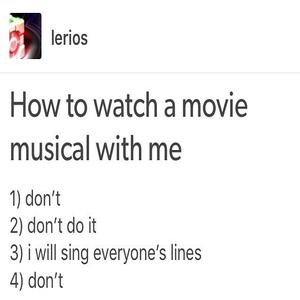 lerios
How to watch a movie
musical with me
1) don't
2) don't do it
3) i will sing everyone's lines
4) don't